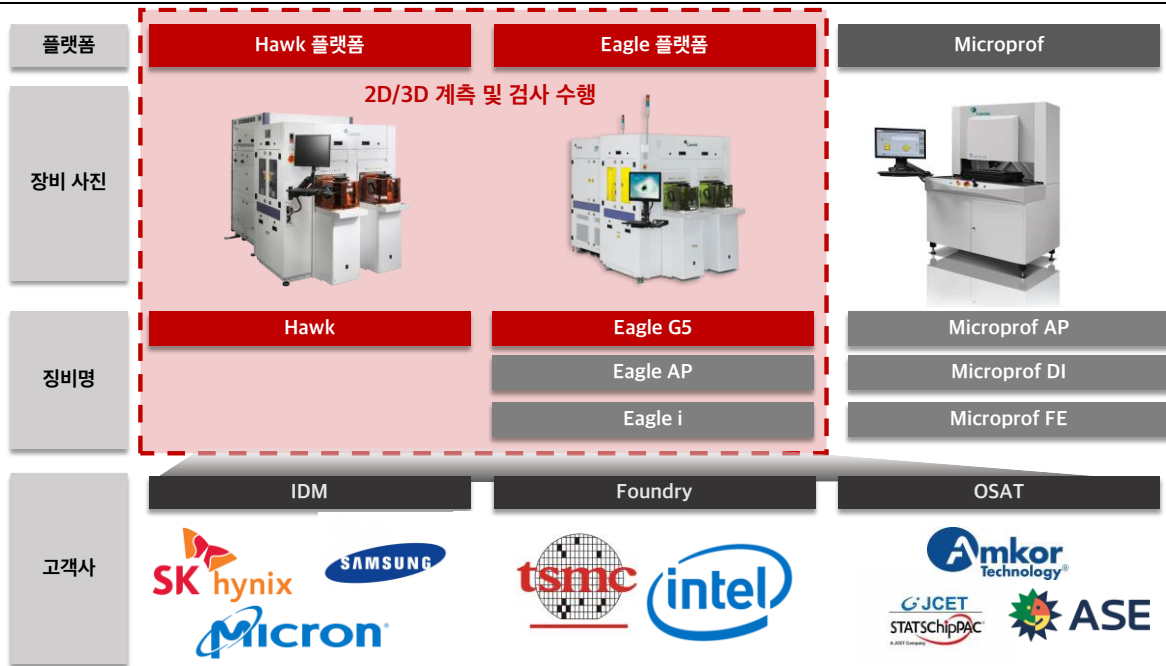 플랫폼
Hawk 플랫폼
Eagle 플랫폼
Microprof
2D/3D 계측 및 검사 수행
장비 사진
징비명
Hawk
Eagle G5
Microprof AP
Eagle AP
Microprof DI
Eagle i
Microprof FE
고객사
IDM
Foundry
OSAT
SK hynix
SAMSUNG
Micron
tsmc
intel
Amkor
Technology®
JCET
STATSchipPAC
A JCET Company
ASE